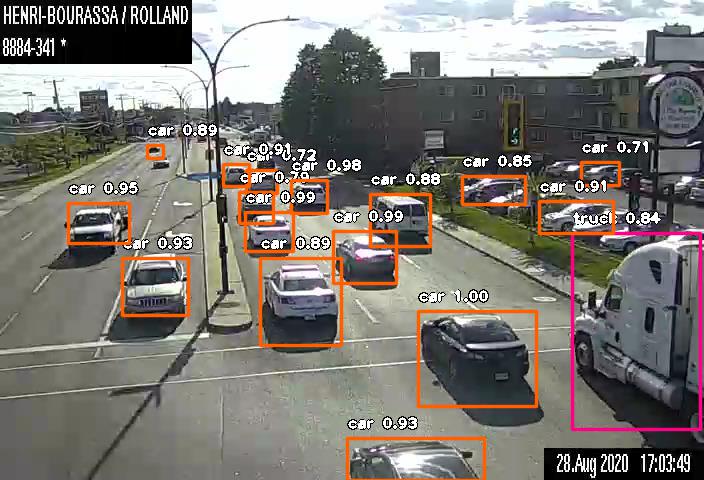 HENRI-BOURASSA / ROLLAND
8884-341 *
car 0.89
car 0.91
0.72
car 0.98
car 0.71
car 0.85
car 0.79
car 0.88
car 0.91
car 0.95
car 0.99
car 0.99
truck 0.84
car 0.93
car 0.89
car 1.00
car 0.93
28.Aug 2020 17:03:49